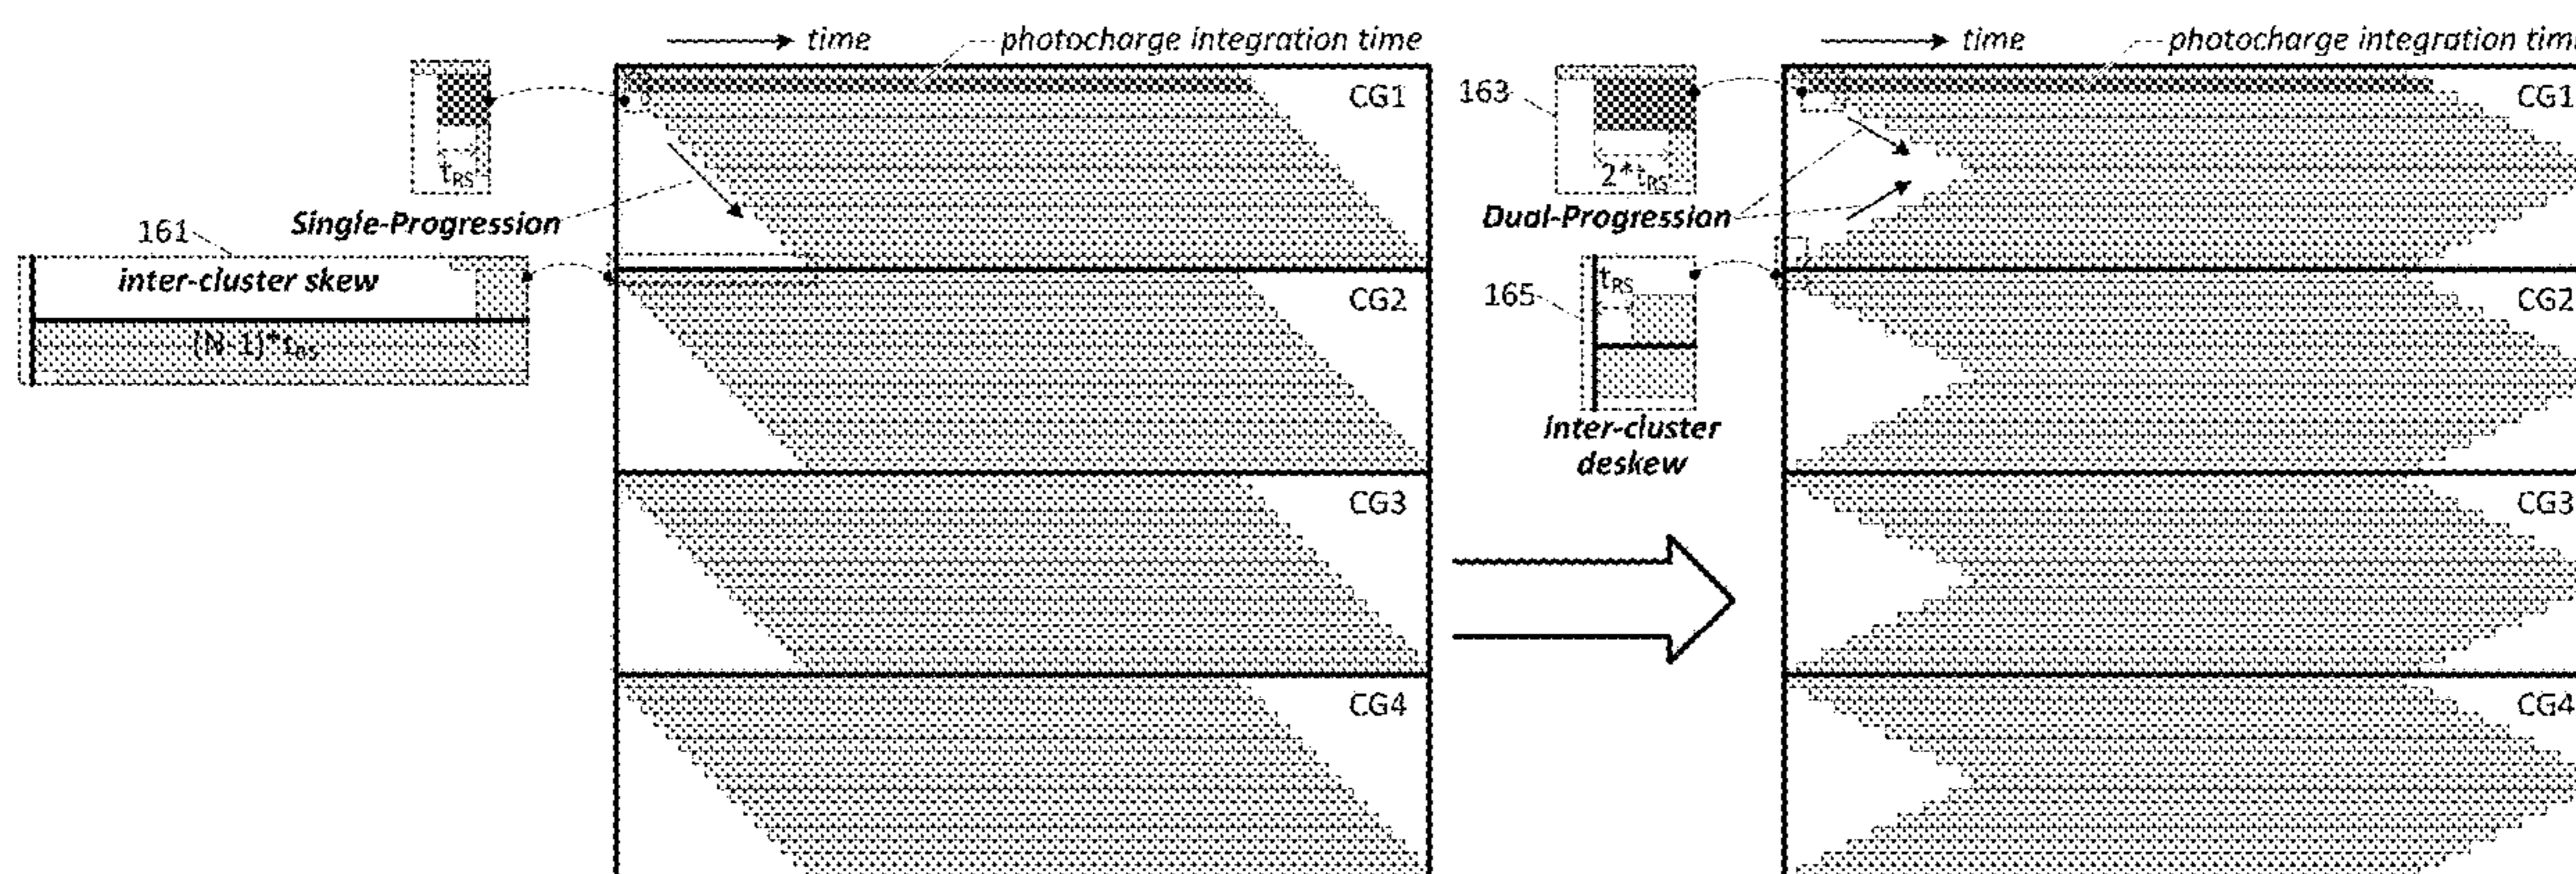 time
photocharge integration time
CG1
tRS
Single-Progression
161
inter-cluster skew
(N-1)*tRS
CG2
CG3
CG4
time
photocharge integration tim
163
CG1
2*tRS
Dual-Progression
165
tRS
inter-cluster
deskew
CG2
CG3
CG4